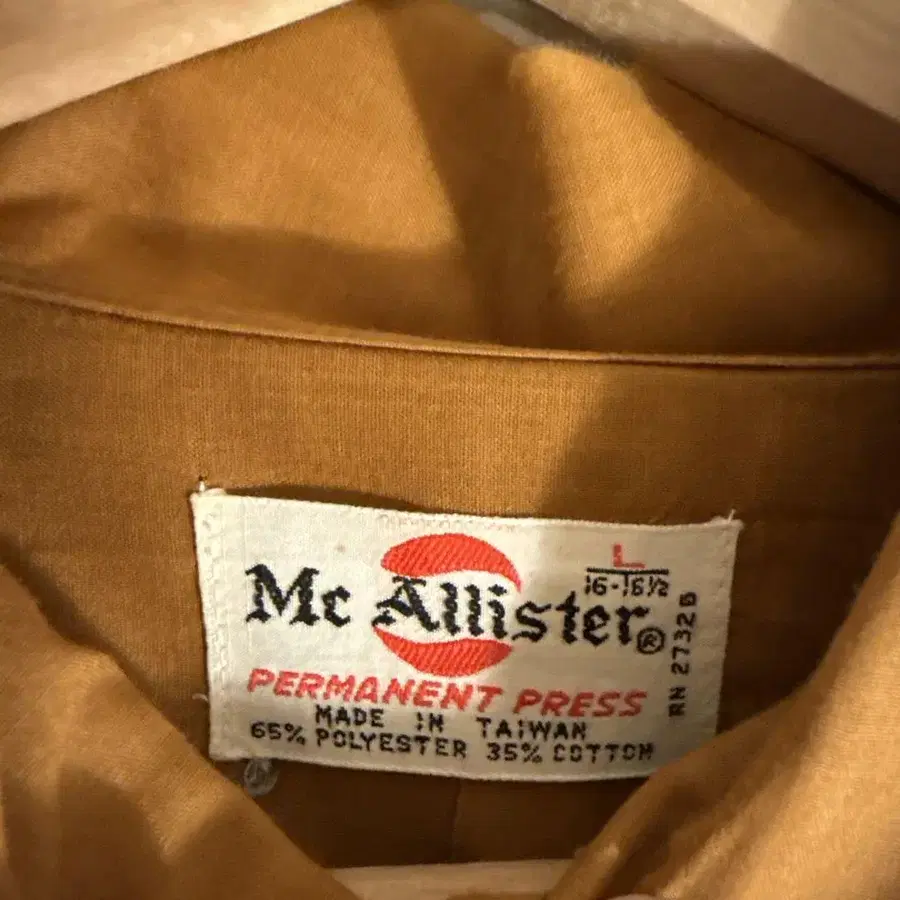 L
16-16½
Mc Allister®
PERMANENT PRESS
MADE IN TAIWAN
65% POLYESTER 35% COTTON
RN 27326